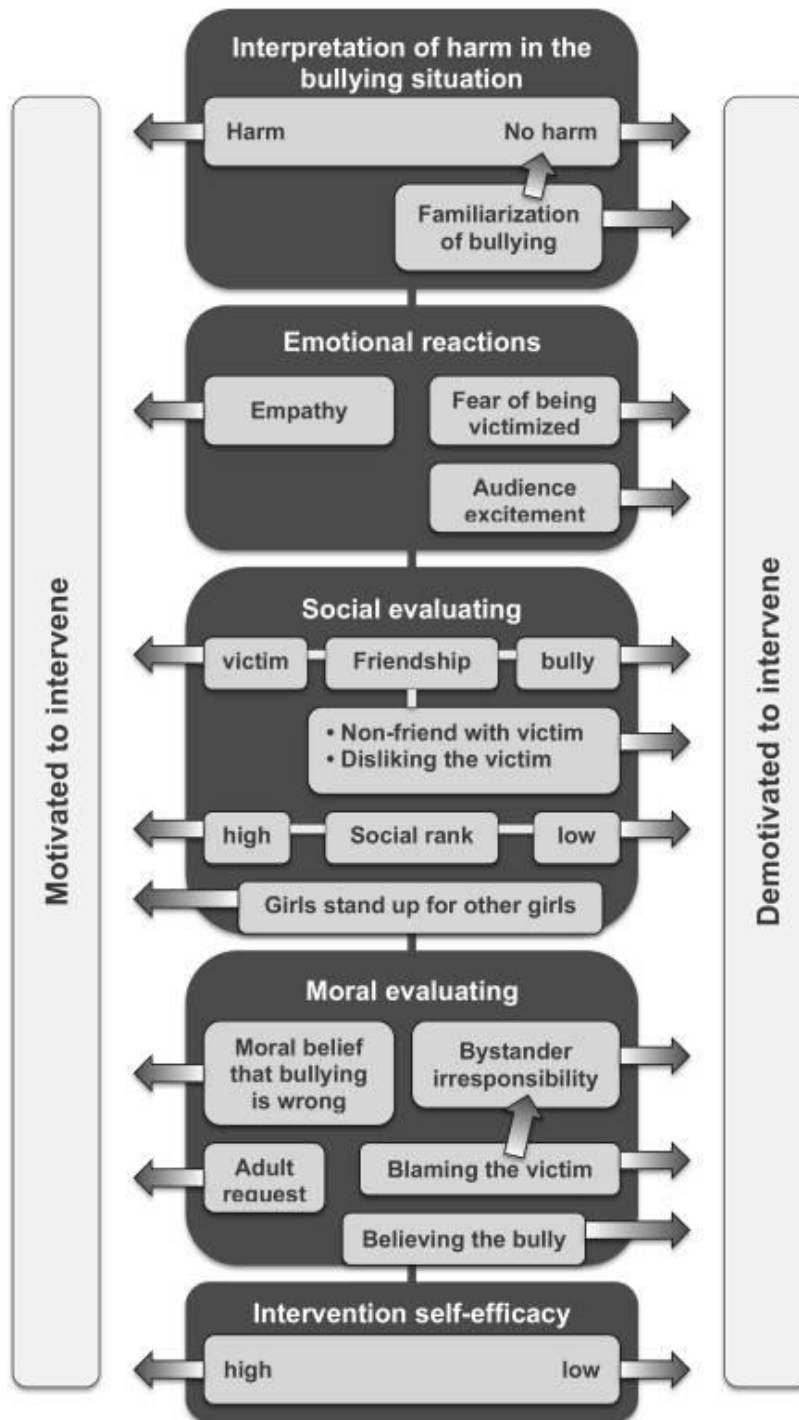 Interpretation of harm in the
bullying situation
Harm
No harm
Familiarization
of bullying
Emotional reactions
Empathy
Fear of being
victimized
Audience
excitement
Social evaluating
victim
Friendship
bully
• Non-friend with victim
• Disliking the victim
high
Social rank
low
Girls stand up for other girls
Moral evaluating
Moral belief
that bullying
is wrong
Bystander
irresponsibility
Adult
request
Blaming the victim
Believing the bully
Intervention self-efficacy
high
low
Motivated to intervene
Demotivated to intervene